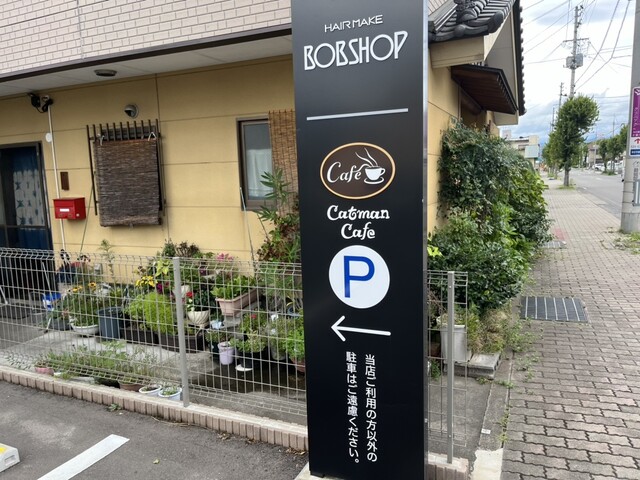 HAIR MAKE
BOBSHOP
Café
Catman
Cafe
P
当店ご利用の方以外の
駐車はご遠慮ください。